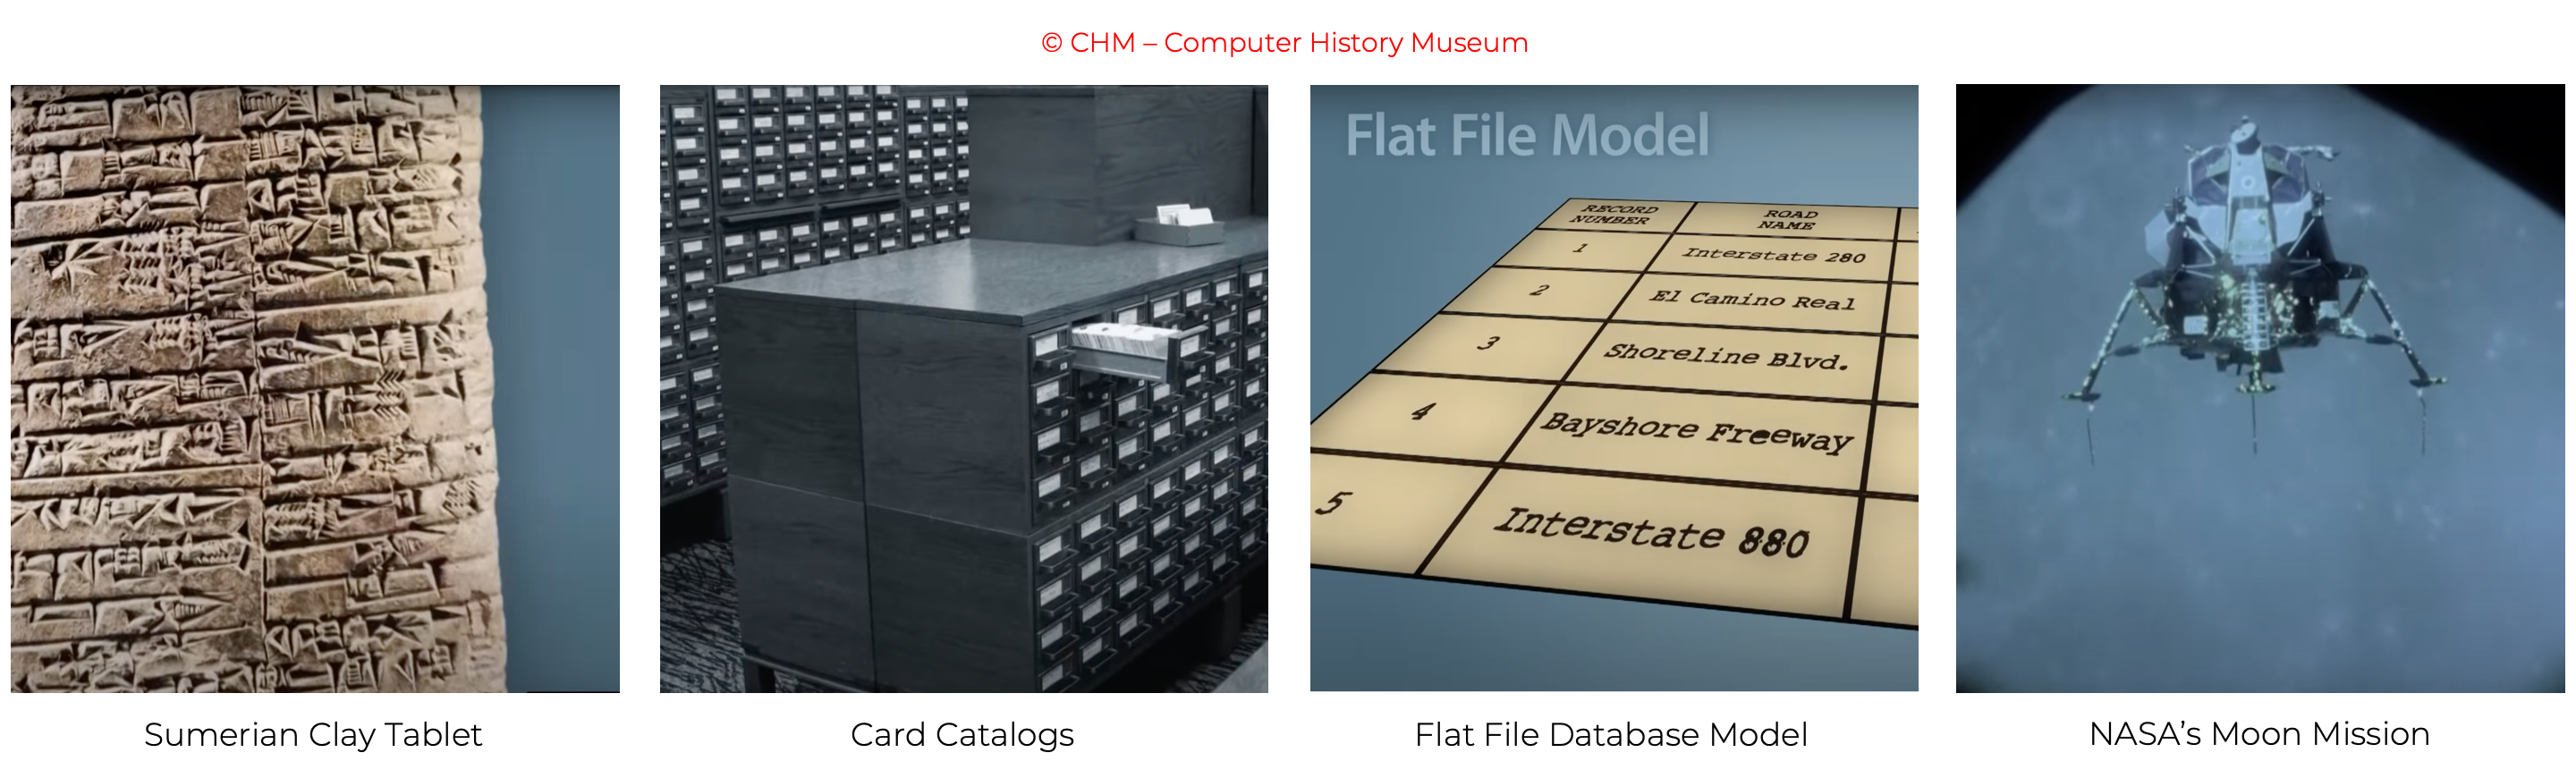 © CHM – Computer History Museum
Flat File Model
RECORD
NUMBER
ROAD
NAME
1
Interstate 280
2
El Camino Real
3
Shoreline Blvd.
4
Bayshore Freeway
5
Interstate 880
Sumerian Clay Tablet
Card Catalogs
Flat File Database Model
NASA’s Moon Mission